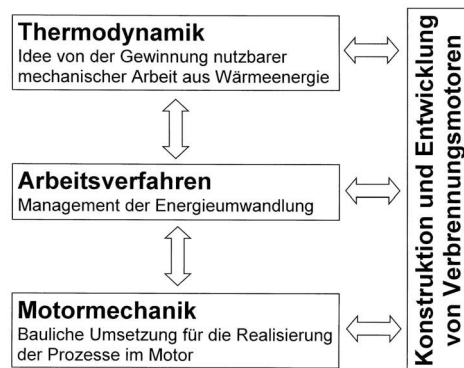 Thermodynamik
Idee von der Gewinnung nutzbarer
mechanischer Arbeit aus Wärmeenergie
Arbeitsverfahren
Management der Energieumwandlung
Motormechanik
Bauliche Umsetzung für die Realisierung
der Prozesse im Motor
Konstruktion und Entwicklung
von Verbrennungsmotoren